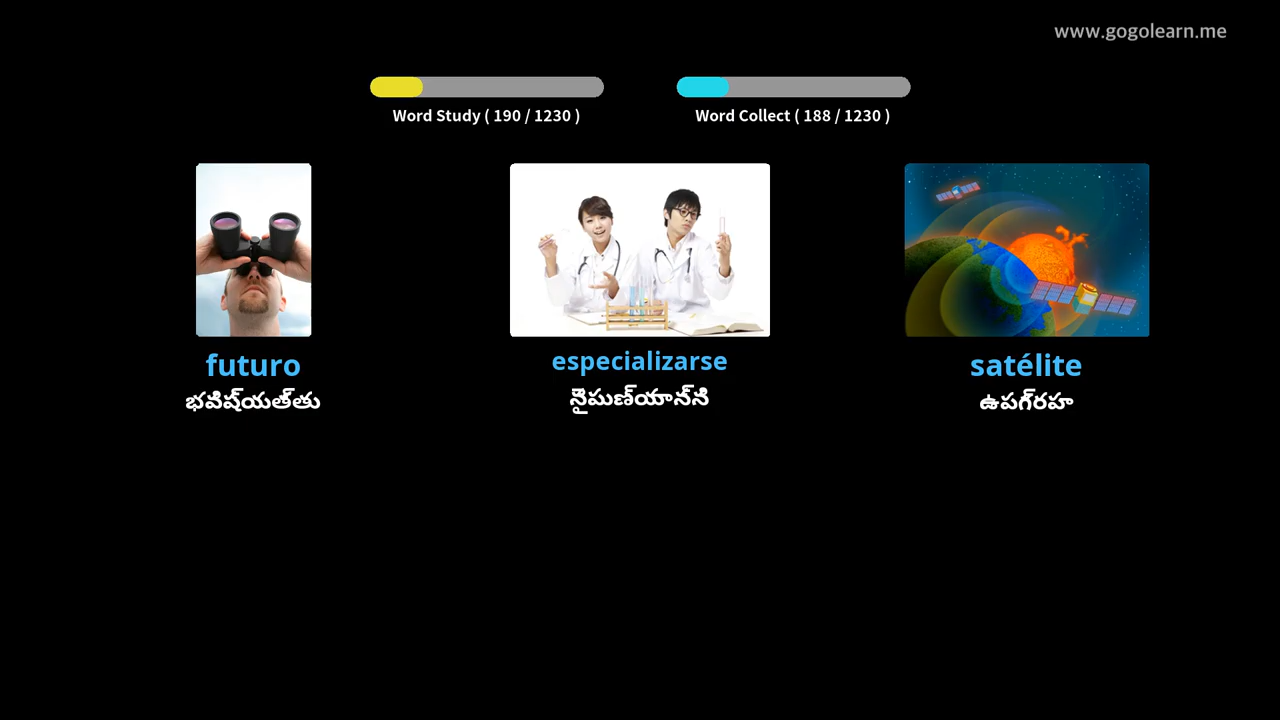 www.gogolearn.me
Word Study ( 190 / 1230 )
Word Collect ( 188 / 1230 )
futuro
especializarse
satélite
భవిష్యత్తు
నైపుణ్యాన్ని
ఉపగ్రహ